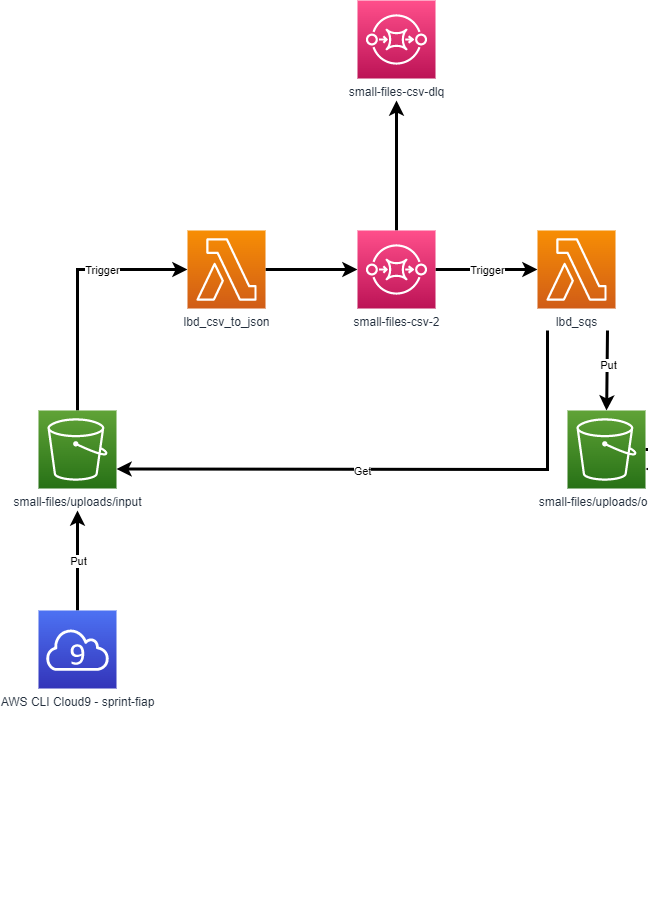 small-files-csv-dlq
Trigger
Trigger
lbd_csv_to_json
small-files-csv-2
lbd_sqs
Put
Get
small-files/uploads/input
small-files/uploads/o
Put
9
AWS CLI Cloud9 - sprint-fiap